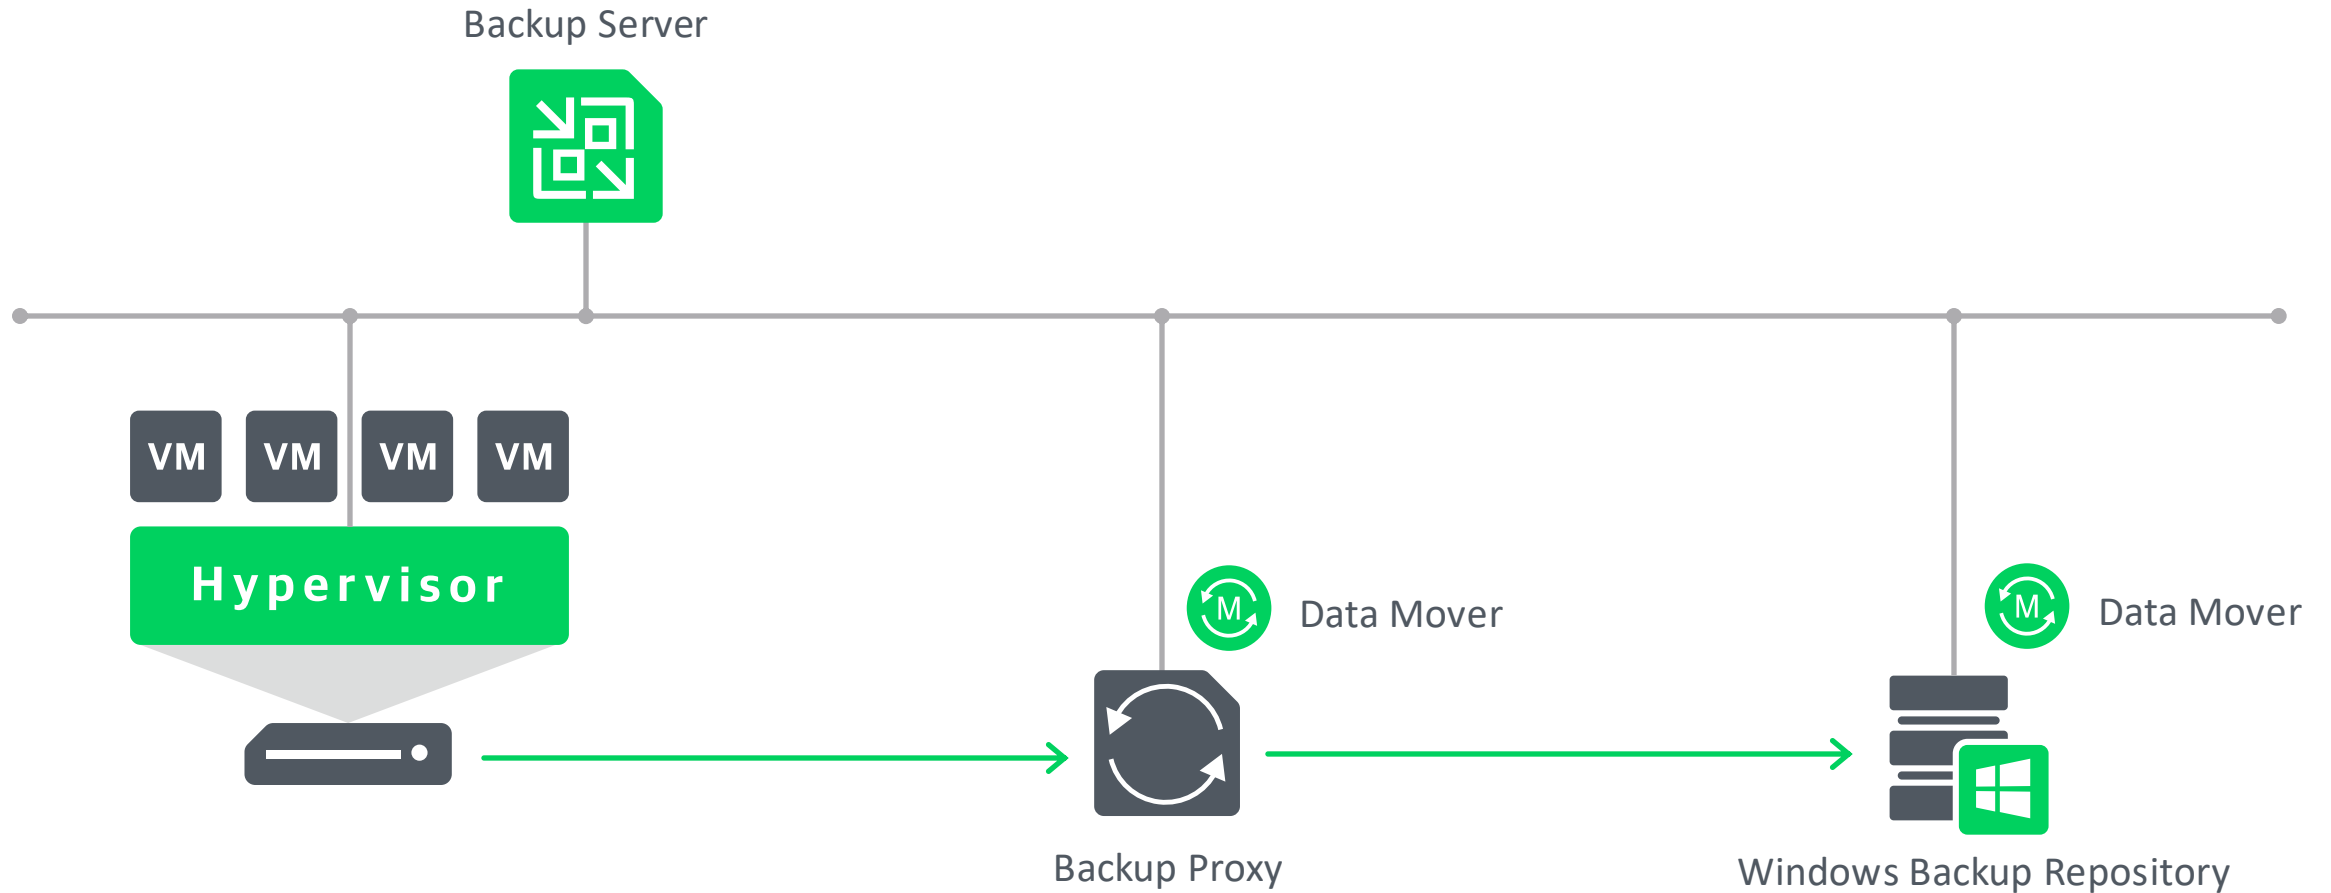 Backup Server
VM VM VM VM
Hypervisor
M Data Mover
M Data Mover
Backup Proxy
Windows Backup Repository